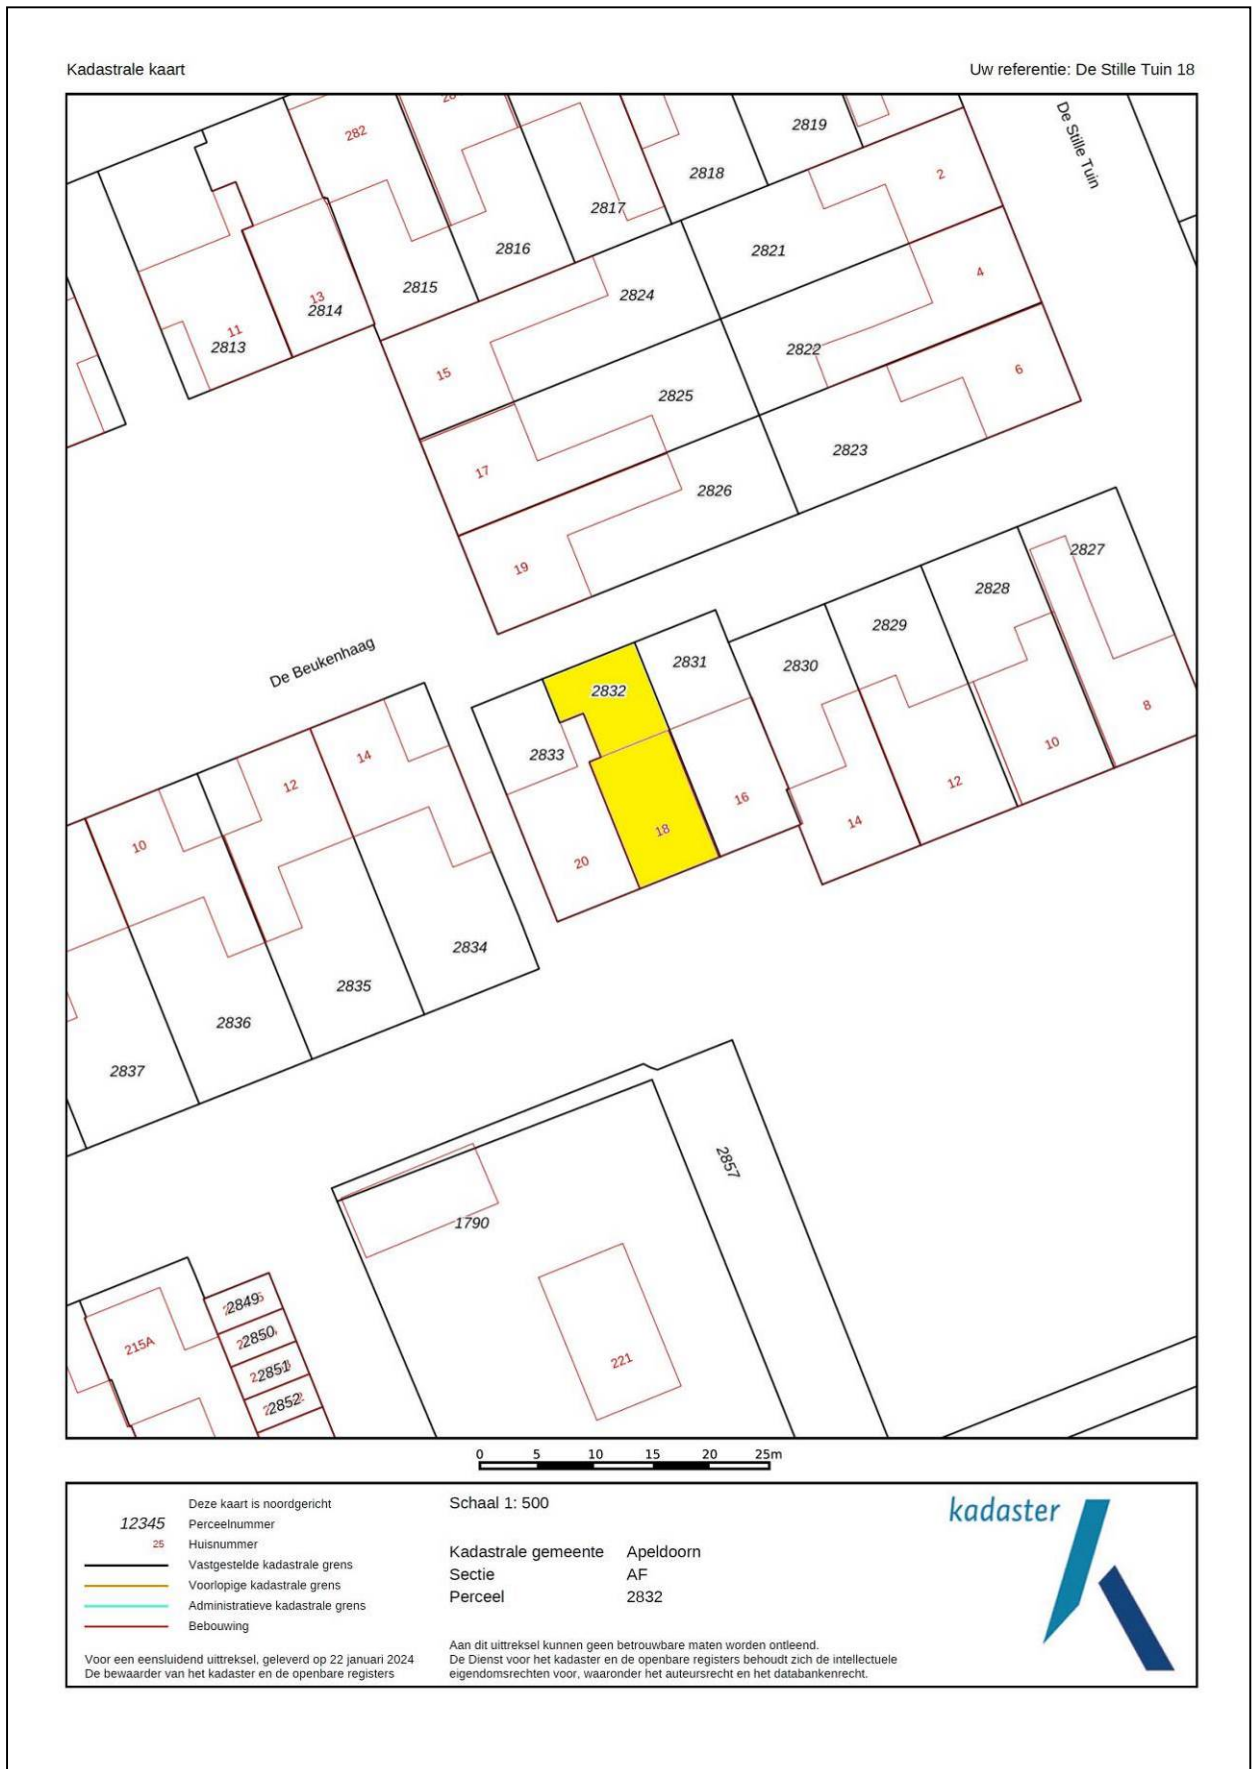 Kadastrale kaart
Uw referentie: De Stille Tuin 18
De Stille Tuin
282
2819
2818
2
2817
2816
2821
4
2815
2824
13
2814
11
2813
2822
15
6
2825
2823
17
2826
19
2827
2828
2829
De Beukenhaag
2831
2830
2832
8
2833
14
10
12
12
16
10
14
18
20
2834
2835
2836
2837
2857
1790
2849
2850
215A
2851
221
2852
0 5 10 15 20 25m
Deze kaart is noordgericht
12345 Perceelnummer
25 Huisnummer
Vastgestelde kadastrale grens
Voorlopige kadastrale grens
Administratieve kadastrale grens
Bebouwing
Voor een eensluidend uittreksel, geleverd op 22 januari 2024
De bewaarder van het kadaster en de openbare registers
Schaal 1: 500
Kadastrale gemeente Apeldoorn
Sectie AF
Perceel 2832
Aan dit uittreksel kunnen geen betrouwbare maten worden ontleend.
De Dienst voor het kadaster en de openbare registers behoudt zich de intellectuele
eigendomsrechten voor, waaronder het auteursrecht en het databankenrecht.
kadaster